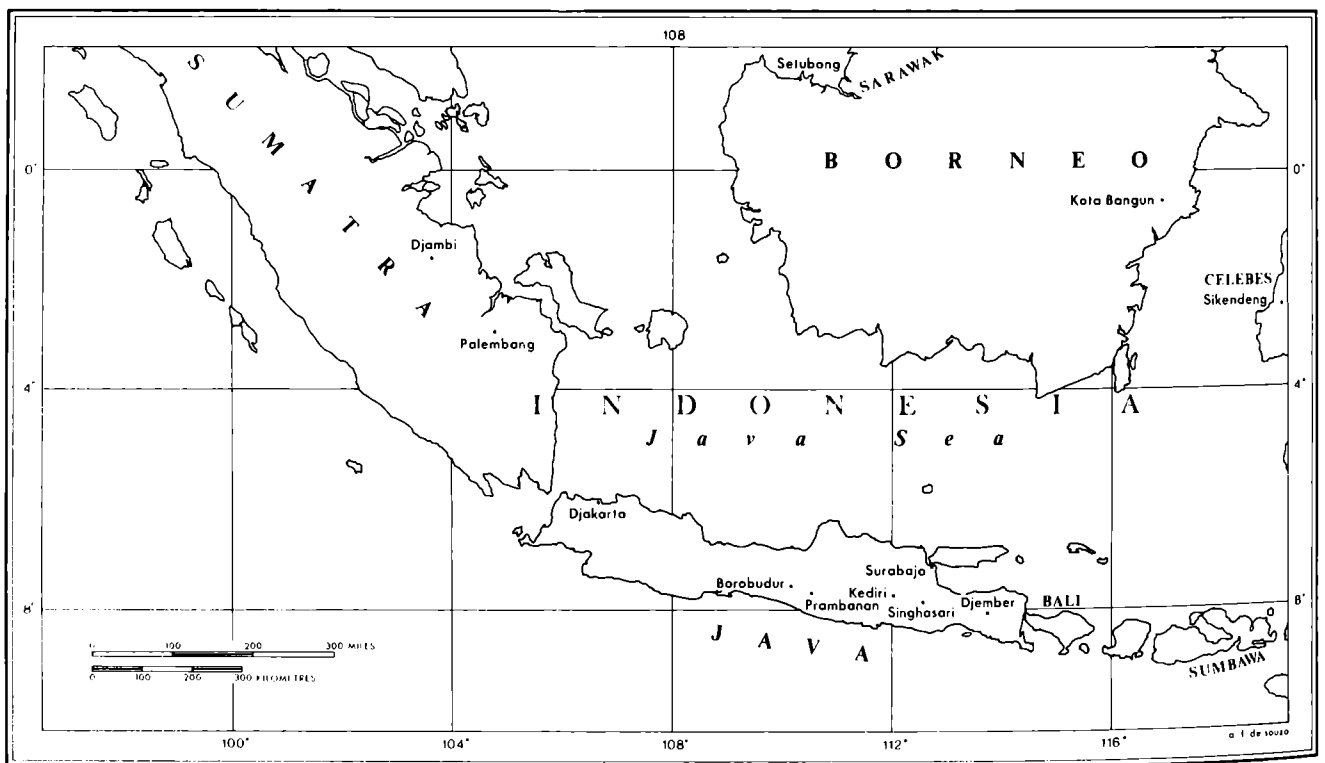 108
SUMATRA
Setubong
SARAWAK
BORNEO
0°
0°
Kota Bangun
Djambi
CELEBES
Sikendeng
Palembang
4°
4°
INDONESIA
Java Sea
Djakarta
Surabaja
Borobudur
Kediri
Prambanan
Singhasari
Djember
BALI
8°
8°
JAVA
SUMBAWA
0 100 200 300 MILES
0 100 200 300 KILOMETRES
100° 104° 108° 112° 116°
a. f. de souza